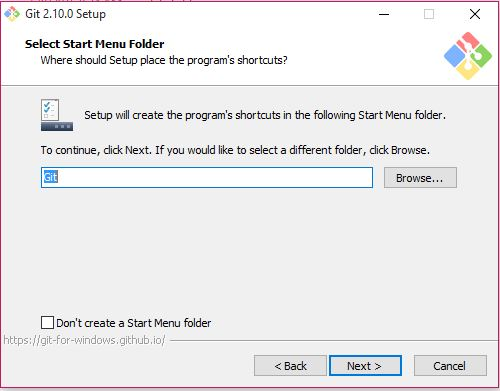 Git 2.10.0 Setup
Select Start Menu Folder
Where should Setup place the program's shortcuts?
Setup will create the program's shortcuts in the following Start Menu folder.
To continue, click Next. If you would like to select a different folder, click Browse.
Git
Browse...
Don't create a Start Menu folder
https://git-for-windows.github.io/
< Back
Next >
Cancel